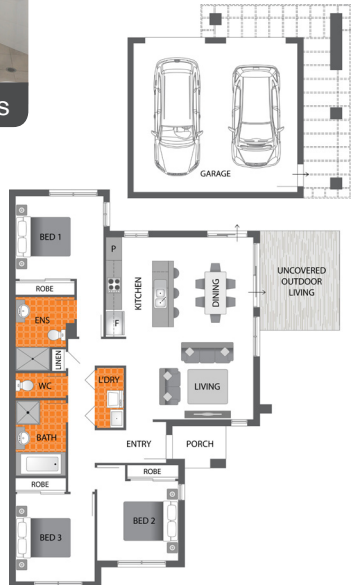 S
GARAGE
BED 1
P
KITCHEN
DINING
UNCOVERED
OUTDOOR
LIVING
ROBE
ENS
F
LINEN
WC
L'DRY
LIVING
BATH
ENTRY
PORCH
ROBE
ROBE
BED 2
BED 3